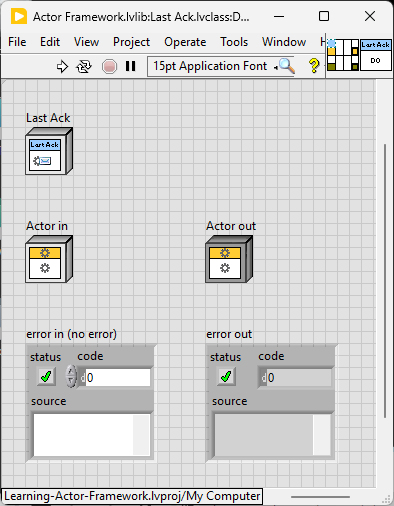 Actor Framework.lvlib:Last Ack.lvclass:D...
File Edit View Project Operate Tools Window H
Last Ack
DO
15pt Application Font
?
Last Ack
Last Ack
Actor in
Actor out
error in (no error)
error out
status code
d 0
source
status code
d 0
source
Learning-Actor-Framework.lvproj/My Computer